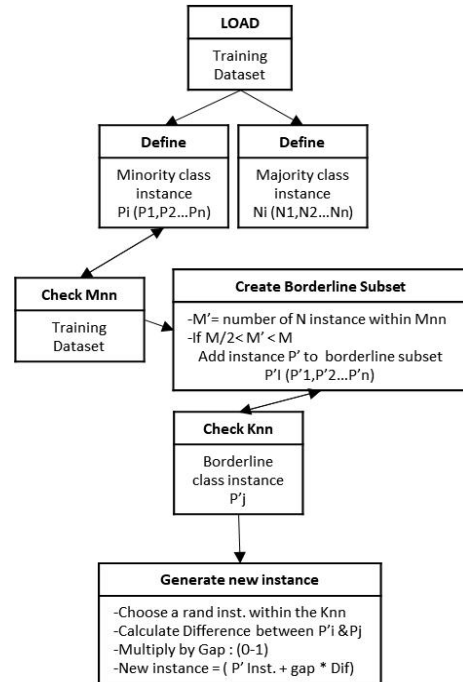 LOAD
Training
Dataset
Define
Minority class
instance
Pi (P1,P2...Pn)
Define
Majority class
instance
Ni (N1,N2...Nn)
Check Mnn
Training
Dataset
Create Borderline Subset
-M'= number of N instance within Mnn
-If M/2< M' < M
Add instance P' to borderline subset
P'I (P'1,P'2...P'n)
Check Knn
Borderline
class instance
P'j
Generate new instance
-Choose a rand inst. within the Knn
-Calculate Difference between P'i &Pj
-Multiply by Gap : (0-1)
-New instance = ( P' Inst. + gap * Dif)